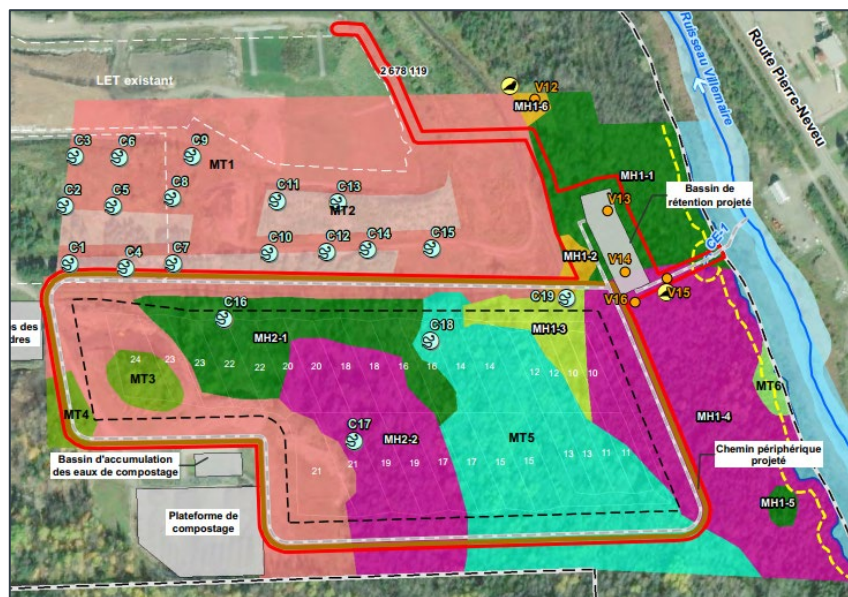 LET existant
2 678 119
Ruisseau Villemaire
Route Pierre-Neveu
V12
MH1-6
C3
C6
C9
MT1
MH1-1
C2
C5
C8
C11
C13
MT2
Bassin de
rétention projeté
V13
C1
C4
C7
C10
C12
C14
C15
MH1-2
V14
CE-1
V15
V16
C19
C16
MH2-1
C18
MH1-3
24
23
23
22
22
20
20
18
18
16
16
14
14
12
12
10
10
MT3
MT4
MT6
MH1-4
C17
MH2-2
MT5
Bassin d'accumulation
des eaux de compostage
21
21
19
19
17
17
15
15
13
13
11
11
Chemin périphérique
projeté
Plateforme de
compostage
MH1-5